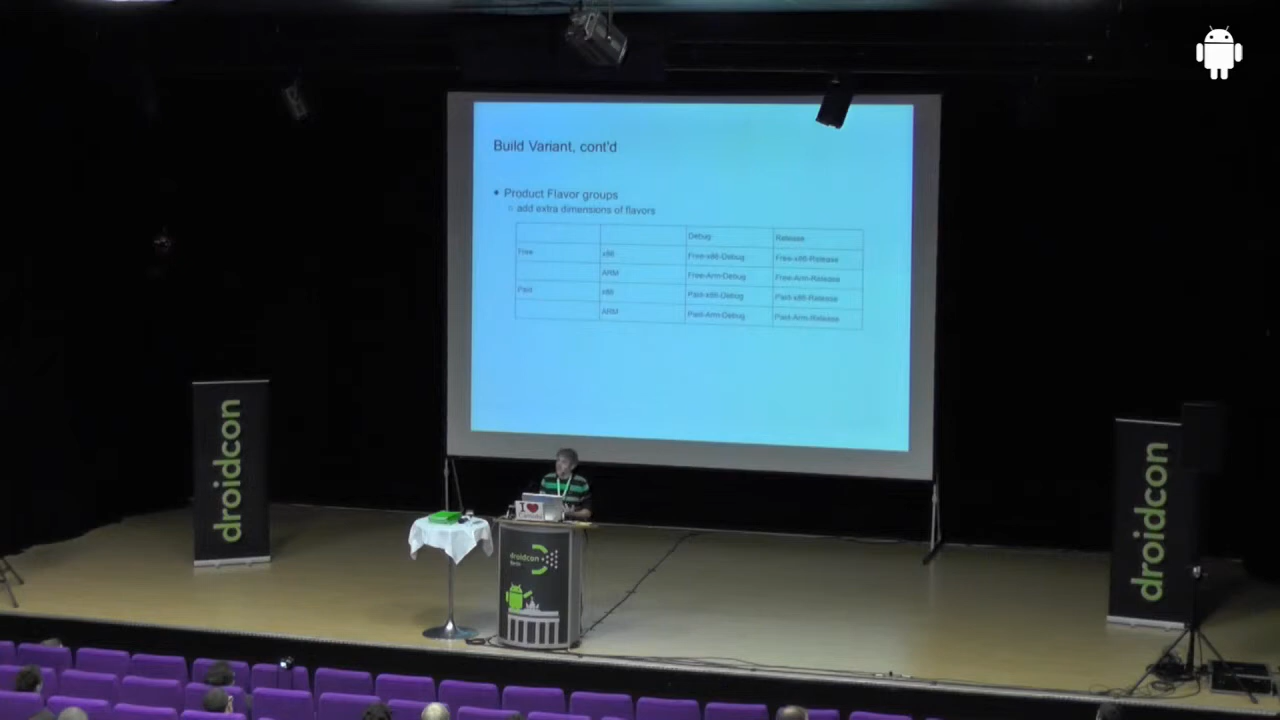 Build Variant, cont'd
Product Flavor groups
add extra dimensions of flavors
Debug Release
Free x86 Free-x86-Debug Free-x86-Release
ARM Free-Arm-Debug Free-Arm-Release
Paid x86 Paid-x86-Debug Paid-x86-Release
ARM Paid-Arm-Debug Paid-Arm-Release
droidcon
droidcon
I
droidcon